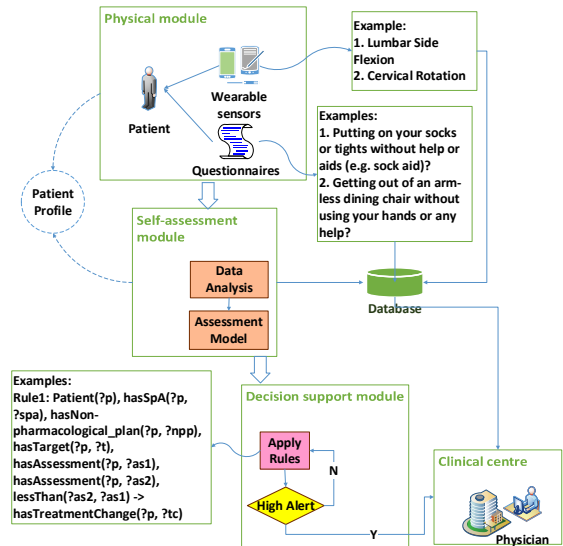 Physical module
Patient
Wearable
sensors
Questionnaires
Example:
1. Lumbar Side
Flexion
2. Cervical Rotation
Examples:
1. Putting on your socks
or tights without help or
aids (e.g. sock aid)?
2. Getting out of an arm-
less dining chair without
using your hands or any
help?
Patient
Profile
Self-assessment
module
Data
Analysis
Assessment
Model
Database
Examples:
Rule1: Patient(?p), hasSpA(?p,
?spa), hasNon-
pharmacological_plan(?p, ?npp),
hasTarget(?p, ?t),
hasAssessment(?p, ?as1),
hasAssessment(?p, ?as2),
lessThan(?as2, ?as1) ->
hasTreatmentChange(?p, ?tc)
Decision support module
Apply
Rules
N
High Alert
Y
Clinical centre
Physician